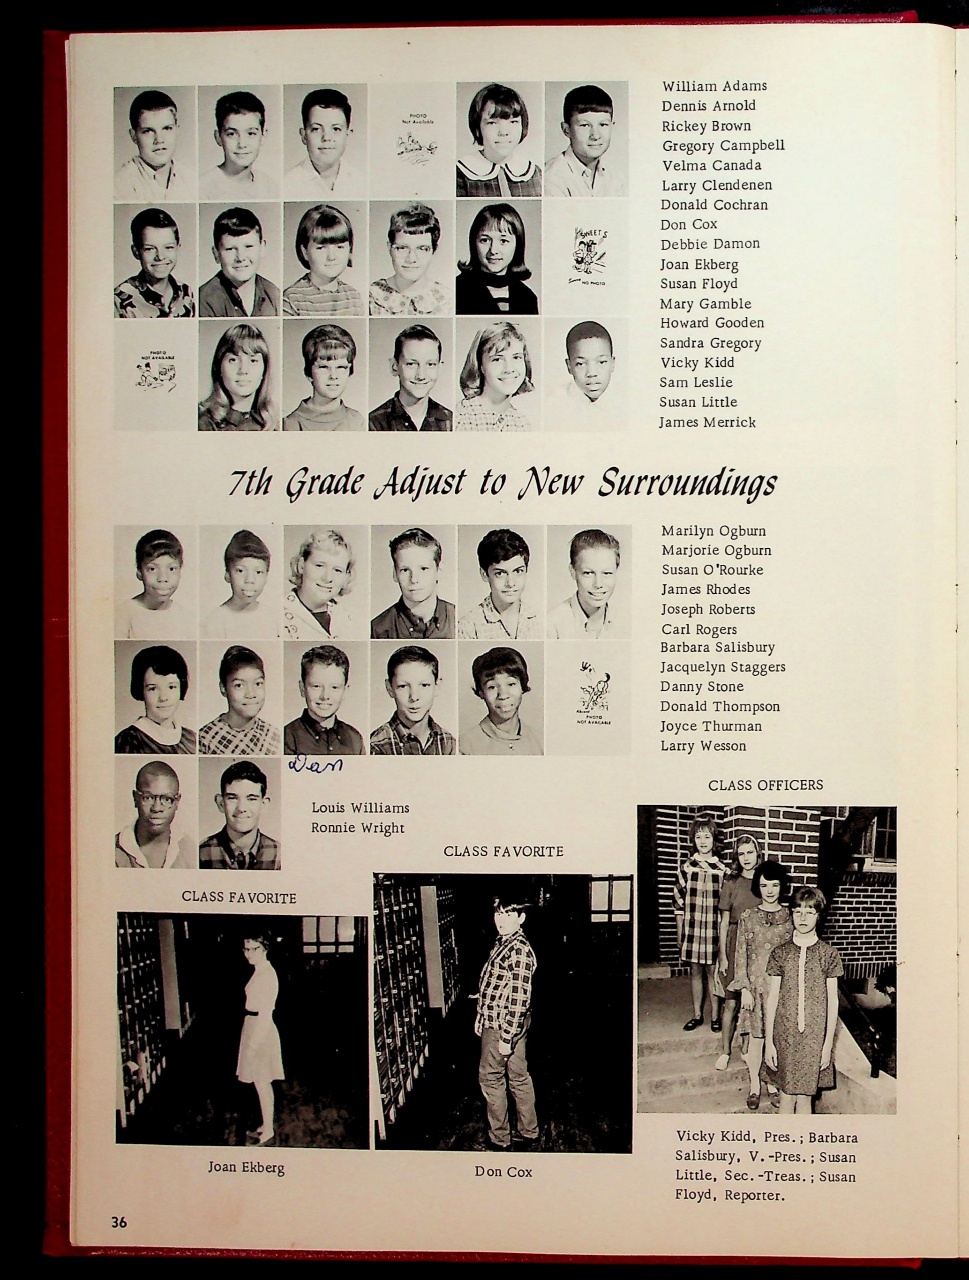 William Adams
Dennis Arnold
Rickey Brown
Gregory Campbell
Velma Canada
Larry Clendenen
Donald Cochran
Don Cox
Debbie Damon
Joan Ekberg
Susan Floyd
Mary Gamble
Howard Gooden
Sandra Gregory
Vicky Kidd
Sam Leslie
Susan Little
James Merrick
PHOTO
Not Available
SWEETS
NO PHOTO
PHOTO
NOT AVAILABLE
7th Grade Adjust to New Surroundings
Marilyn Ogburn
Marjorie Ogburn
Susan O'Rourke
James Rhodes
Joseph Roberts
Carl Rogers
Barbara Salisbury
Jacquelyn Staggers
Danny Stone
Donald Thompson
Joyce Thurman
Larry Wesson
PHOTO
NOT AVAILABLE
Dan
Louis Williams
Ronnie Wright
CLASS OFFICERS
CLASS FAVORITE
CLASS FAVORITE
Joan Ekberg
Don Cox
Vicky Kidd, Pres.; Barbara
Salisbury, V.-Pres.; Susan
Little, Sec.-Treas.; Susan
Floyd, Reporter.
36